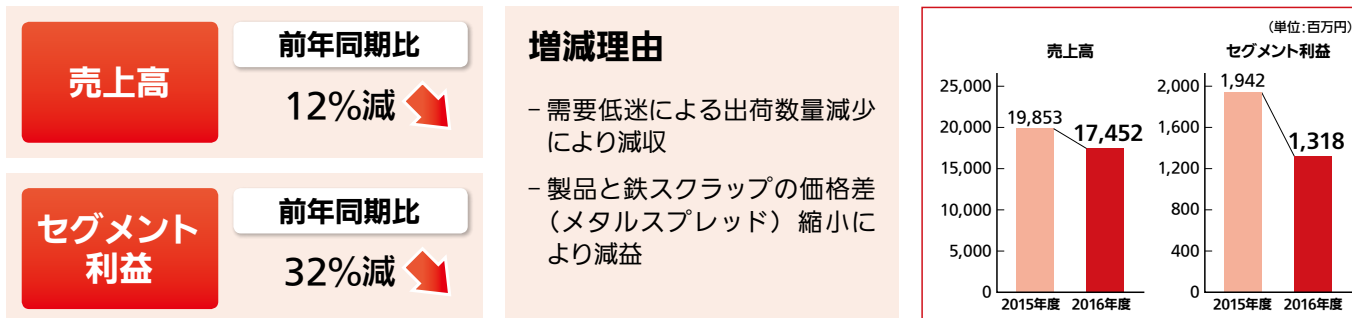 売上高
前年同期比
12%減
セグメント
利益
前年同期比
32%減
増減理由
− 需要低迷による出荷数量減少
により減収
− 製品と鉄スクラップの価格差
（メタルスプレッド）縮小に
より減益
（単位：百万円）
売上高
25,000
20,000
15,000
10,000
5,000
0
19,853
17,452
2015年度 2016年度
セグメント利益
2,000
1,600
1,200
800
400
0
1,942
1,318
2015年度 2016年度